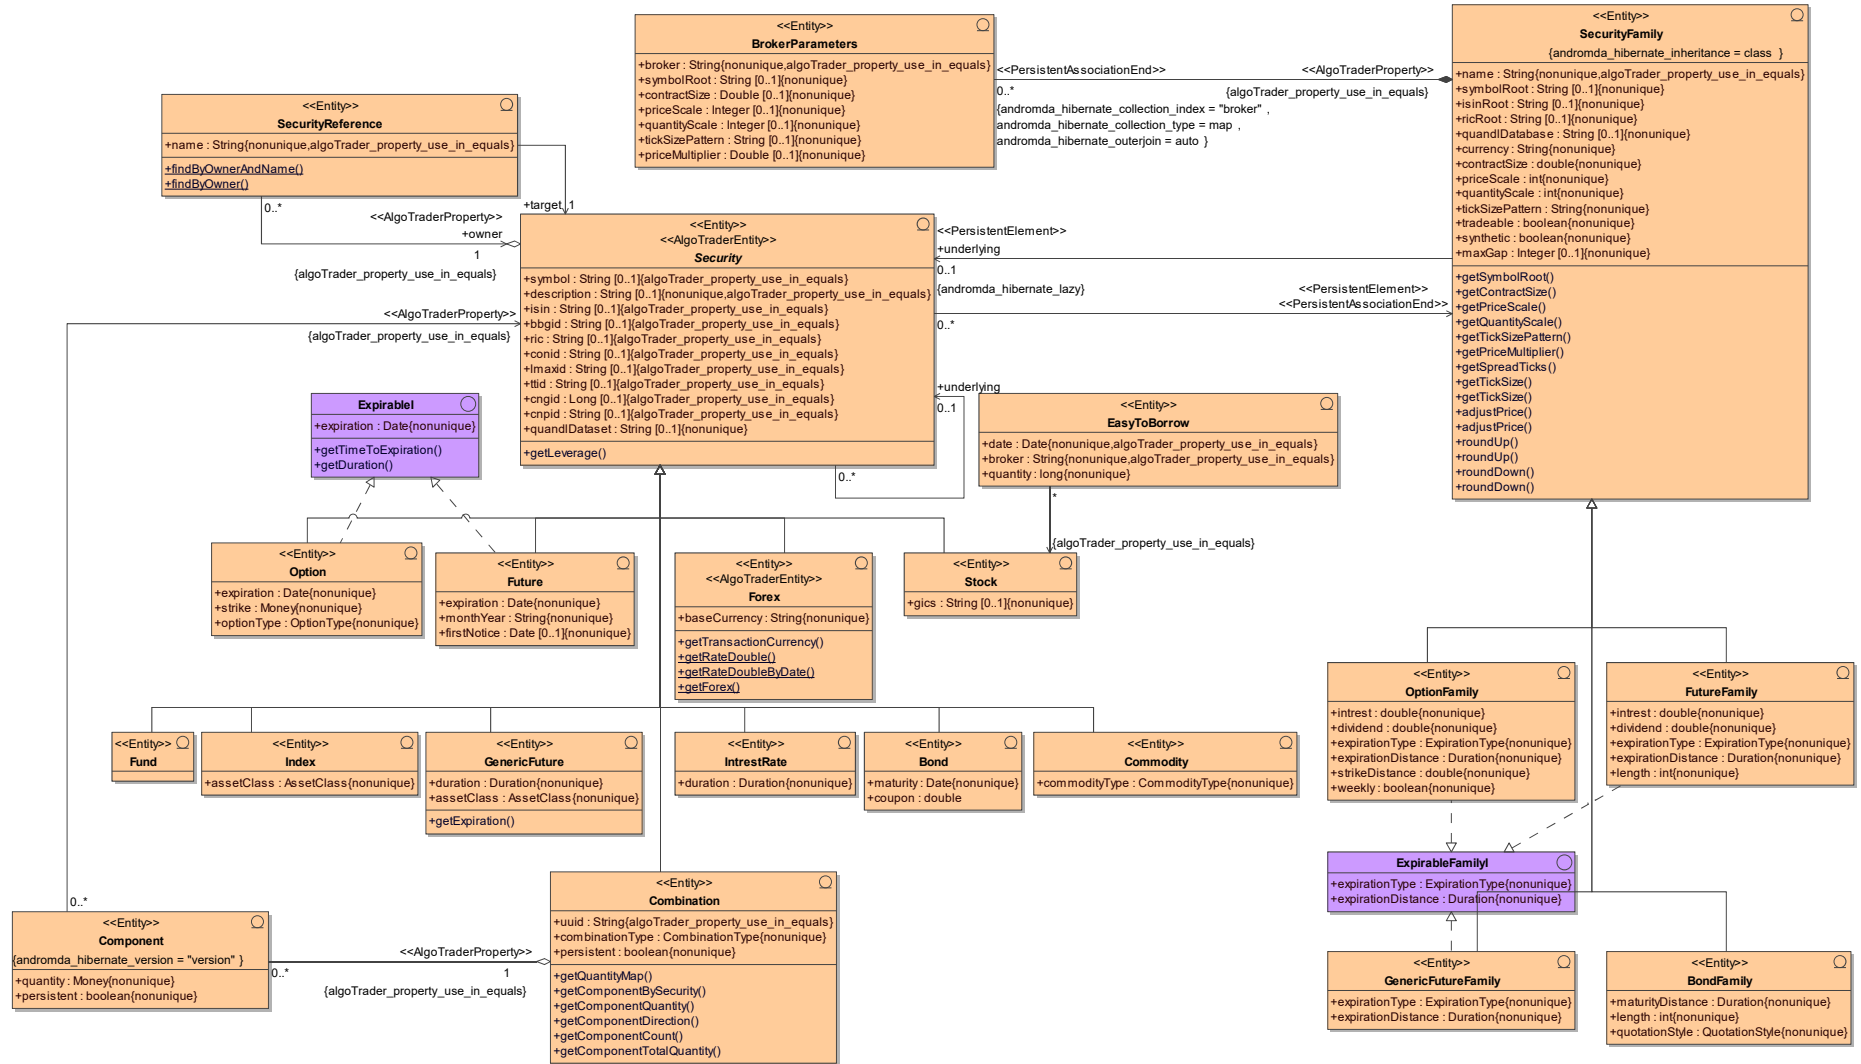 <<Entity>>
BrokerParameters
+broker : String{nonunique,algoTrader_property_use_in_equals}
+symbolRoot : String [0..1]{nonunique}
+contractSize : Double [0..1]{nonunique}
+priceScale : Integer [0..1]{nonunique}
+quantityScale : Integer [0..1]{nonunique}
+tickSizePattern : String [0..1]{nonunique}
+priceMultiplier : Double [0..1]{nonunique}
<<PersistentAssociationEnd>>
<<AlgoTraderProperty>>
0..*
{algoTrader_property_use_in_equals}
{andromda_hibernate_collection_index = "broker" ,
andromda_hibernate_collection_type = map ,
andromda_hibernate_outerjoin = auto }
<<Entity>>
SecurityFamily
{andromda_hibernate_inheritance = class }
+name : String{nonunique,algoTrader_property_use_in_equals}
+symbolRoot : String [0..1]{nonunique}
+isinRoot : String [0..1]{nonunique}
+ricRoot : String [0..1]{nonunique}
+quandlDatabase : String [0..1]{nonunique}
+currency : String{nonunique}
+contractSize : double{nonunique}
+priceScale : int{nonunique}
+quantityScale : int{nonunique}
+tickSizePattern : String{nonunique}
+tradeable : boolean{nonunique}
+synthetic : boolean{nonunique}
+maxGap : Integer [0..1]{nonunique}
+getSymbolRoot()
+getContractSize()
+getPriceScale()
+getQuantityScale()
+getTickSizePattern()
+getPriceMultiplier()
+getSpreadTicks()
+getTickSize()
+getTickSize()
+adjustPrice()
+adjustPrice()
+roundUp()
+roundUp()
+roundDown()
+roundDown()
<<Entity>>
SecurityReference
+name : String{nonunique,algoTrader_property_use_in_equals}
+findByOwnerAndName()
+findByOwner()
0..*
<<AlgoTraderProperty>>
+owner
1
{algoTrader_property_use_in_equals}
+target 1
<<Entity>>
<<AlgoTraderEntity>>
Security
+symbol : String [0..1]{algoTrader_property_use_in_equals}
+description : String [0..1]{nonunique,algoTrader_property_use_in_equals}
+isin : String [0..1]{algoTrader_property_use_in_equals}
+bbgid : String [0..1]{algoTrader_property_use_in_equals}
+ric : String [0..1]{algoTrader_property_use_in_equals}
+conid : String [0..1]{algoTrader_property_use_in_equals}
+lmaxid : String [0..1]{algoTrader_property_use_in_equals}
+ttid : String [0..1]{algoTrader_property_use_in_equals}
+cngid : Long [0..1]{algoTrader_property_use_in_equals}
+cnpid : String [0..1]{algoTrader_property_use_in_equals}
+quandlDataset : String [0..1]{nonunique}
+getLeverage()
<<PersistentElement>>
+underlying
0..1
{andromda_hibernate_lazy}
<<PersistentElement>>
<<PersistentAssociationEnd>>
0..*
<<AlgoTraderProperty>>
{algoTrader_property_use_in_equals}
+underlying
0..1
0..*
ExpirableI
+expiration : Date{nonunique}
+getTimeToExpiration()
+getDuration()
<<Entity>>
EasyToBorrow
+date : Date{nonunique,algoTrader_property_use_in_equals}
+broker : String{nonunique,algoTrader_property_use_in_equals}
+quantity : long{nonunique}
*
{algoTrader_property_use_in_equals}
<<Entity>>
Option
+expiration : Date{nonunique}
+strike : Money{nonunique}
+optionType : OptionType{nonunique}
<<Entity>>
Future
+expiration : Date{nonunique}
+monthYear : String{nonunique}
+firstNotice : Date [0..1]{nonunique}
<<Entity>>
<<AlgoTraderEntity>>
Forex
+baseCurrency : String{nonunique}
+getTransactionCurrency()
+getRateDouble()
+getRateDoubleByDate()
+getForex()
<<Entity>>
Stock
+gics : String [0..1]{nonunique}
<<Entity>>
OptionFamily
+intrest : double{nonunique}
+dividend : double{nonunique}
+expirationType : ExpirationType{nonunique}
+expirationDistance : Duration{nonunique}
+strikeDistance : double{nonunique}
+weekly : boolean{nonunique}
<<Entity>>
FutureFamily
+intrest : double{nonunique}
+dividend : double{nonunique}
+expirationType : ExpirationType{nonunique}
+expirationDistance : Duration{nonunique}
+length : int{nonunique}
<<Entity>>
Fund
<<Entity>>
Index
+assetClass : AssetClass{nonunique}
<<Entity>>
GenericFuture
+duration : Duration{nonunique}
+assetClass : AssetClass{nonunique}
+getExpiration()
<<Entity>>
IntrestRate
+duration : Duration{nonunique}
<<Entity>>
Bond
+maturity : Date{nonunique}
+coupon : double
<<Entity>>
Commodity
+commodityType : CommodityType{nonunique}
ExpirableFamilyI
+expirationType : ExpirationType{nonunique}
+expirationDistance : Duration{nonunique}
0..*
<<Entity>>
Component
{andromda_hibernate_version = "version" }
+quantity : Money{nonunique}
+persistent : boolean{nonunique}
<<AlgoTraderProperty>>
0..*
1
{algoTrader_property_use_in_equals}
<<Entity>>
Combination
+uuid : String{algoTrader_property_use_in_equals}
+combinationType : CombinationType{nonunique}
+persistent : boolean{nonunique}
+getQuantityMap()
+getComponentBySecurity()
+getComponentQuantity()
+getComponentDirection()
+getComponentCount()
+getComponentTotalQuantity()
<<Entity>>
GenericFutureFamily
+expirationType : ExpirationType{nonunique}
+expirationDistance : Duration{nonunique}
<<Entity>>
BondFamily
+maturityDistance : Duration{nonunique}
+length : int{nonunique}
+quotationStyle : QuotationStyle{nonunique}